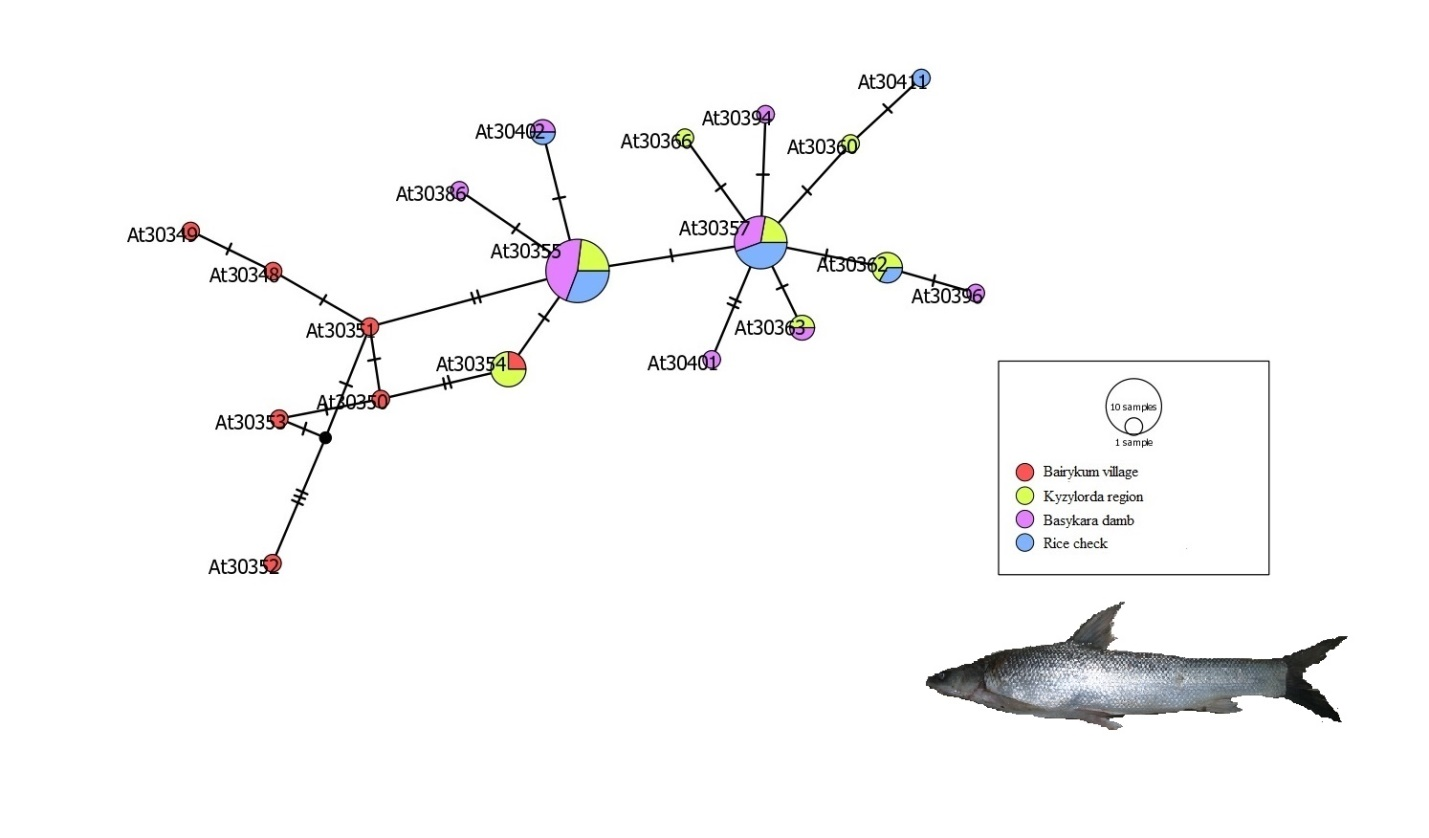 At30411
At30394
At30402
At30366
At30360
At30386
At30357
At30349
At30355
At30362
At30348
At30396
At30351
At30363
At30401
At30354
At30350
At30353
At30352
10 samples
1 sample
Bairykum village
Kyzylorda region
Basykara damb
Rice check